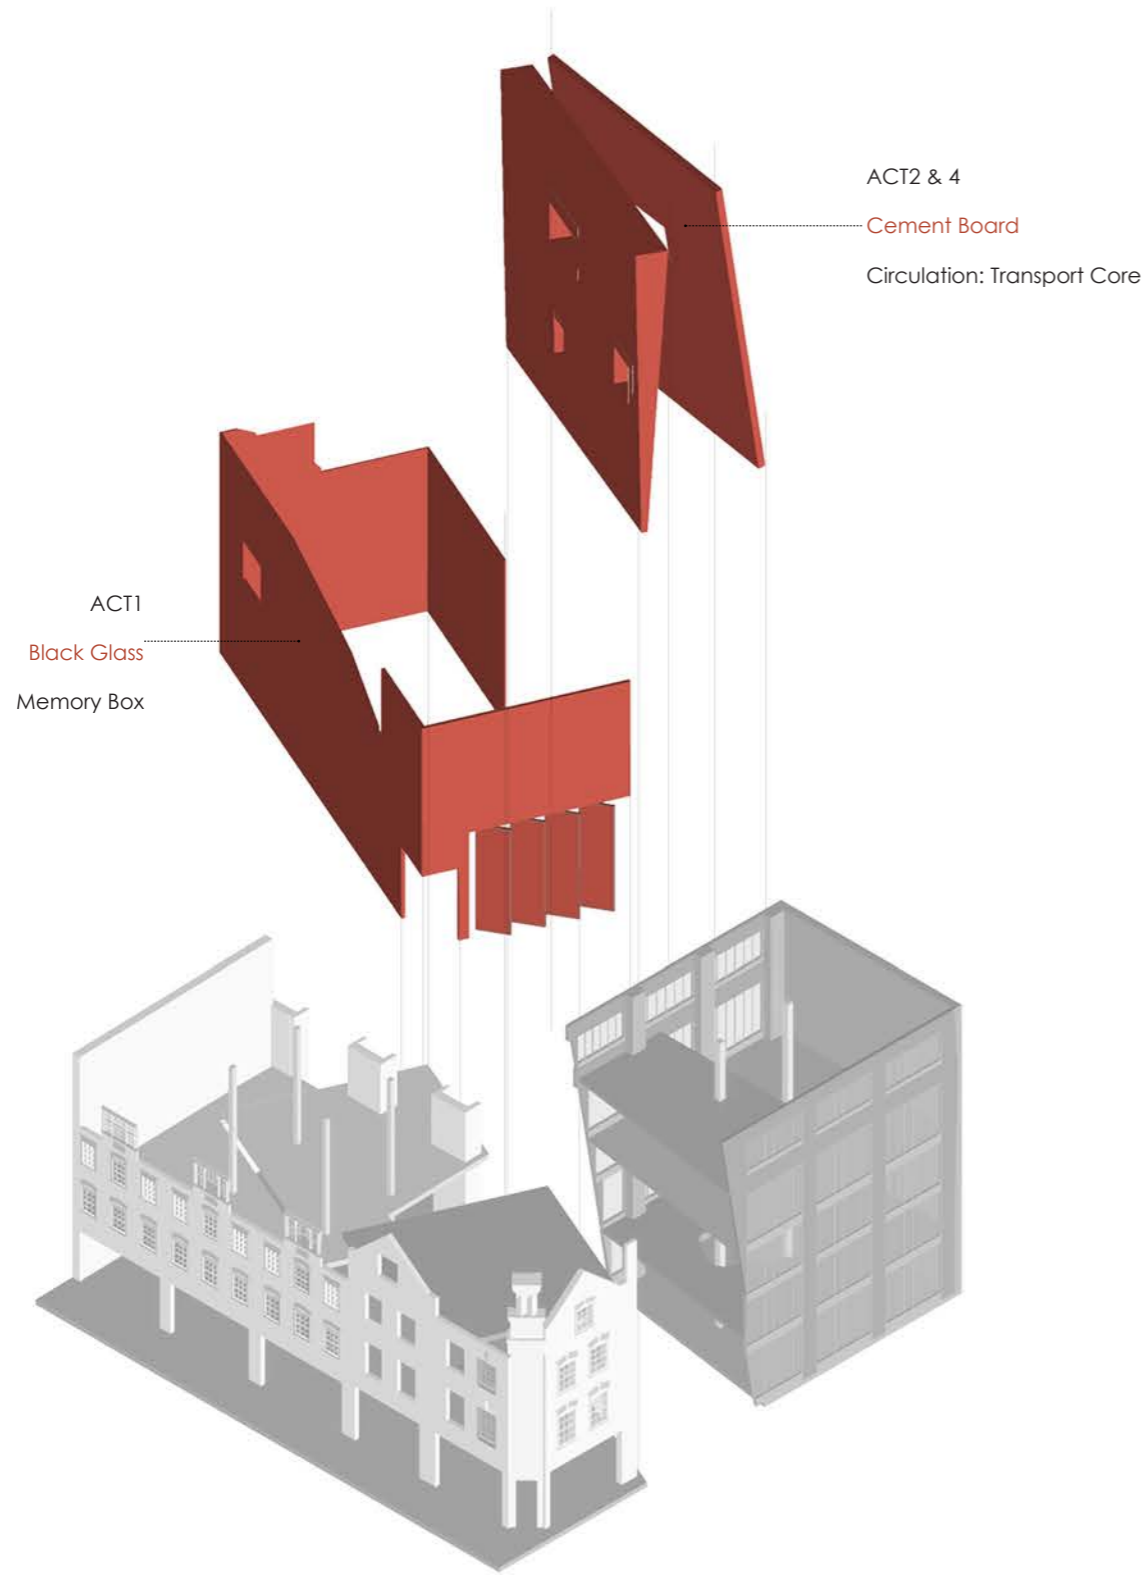 ACT2 & 4
Cement Board
Circulation: Transport Core
ACT1
Black Glass
Memory Box